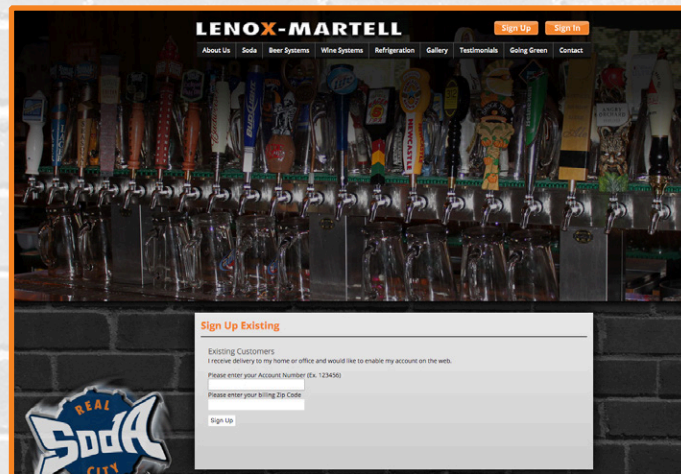 LENOX-MARTELL
Sign Up Sign In
About Us Soda Beer Systems Wine Systems Refrigeration Gallery Testimonials Going Green Contact
BUD LIGHT
NEWCASTLE
Sign Up Existing
Existing Customers
I receive delivery to my home or office and would like to enable my account on the web.
Please enter your Account Number (Ex. 123456)
Please enter your billing Zip Code
Sign Up
REAL
Soda
CITY